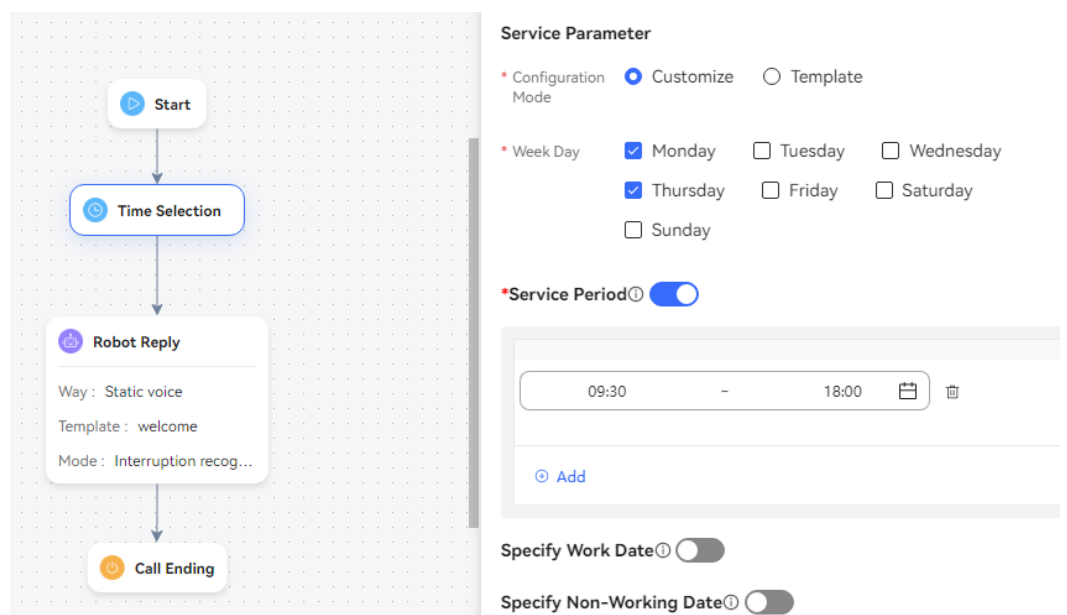 Start
Time Selection
Robot Reply
Way : Static voice
Template : welcome
Mode : Interruption recog...
Call Ending
Service Parameter
* Configuration Mode
Customize
Template
* Week Day
Monday
Tuesday
Wednesday
Thursday
Friday
Saturday
Sunday
*Service Period
09:30 – 18:00
Add
Specify Work Date
Specify Non-Working Date